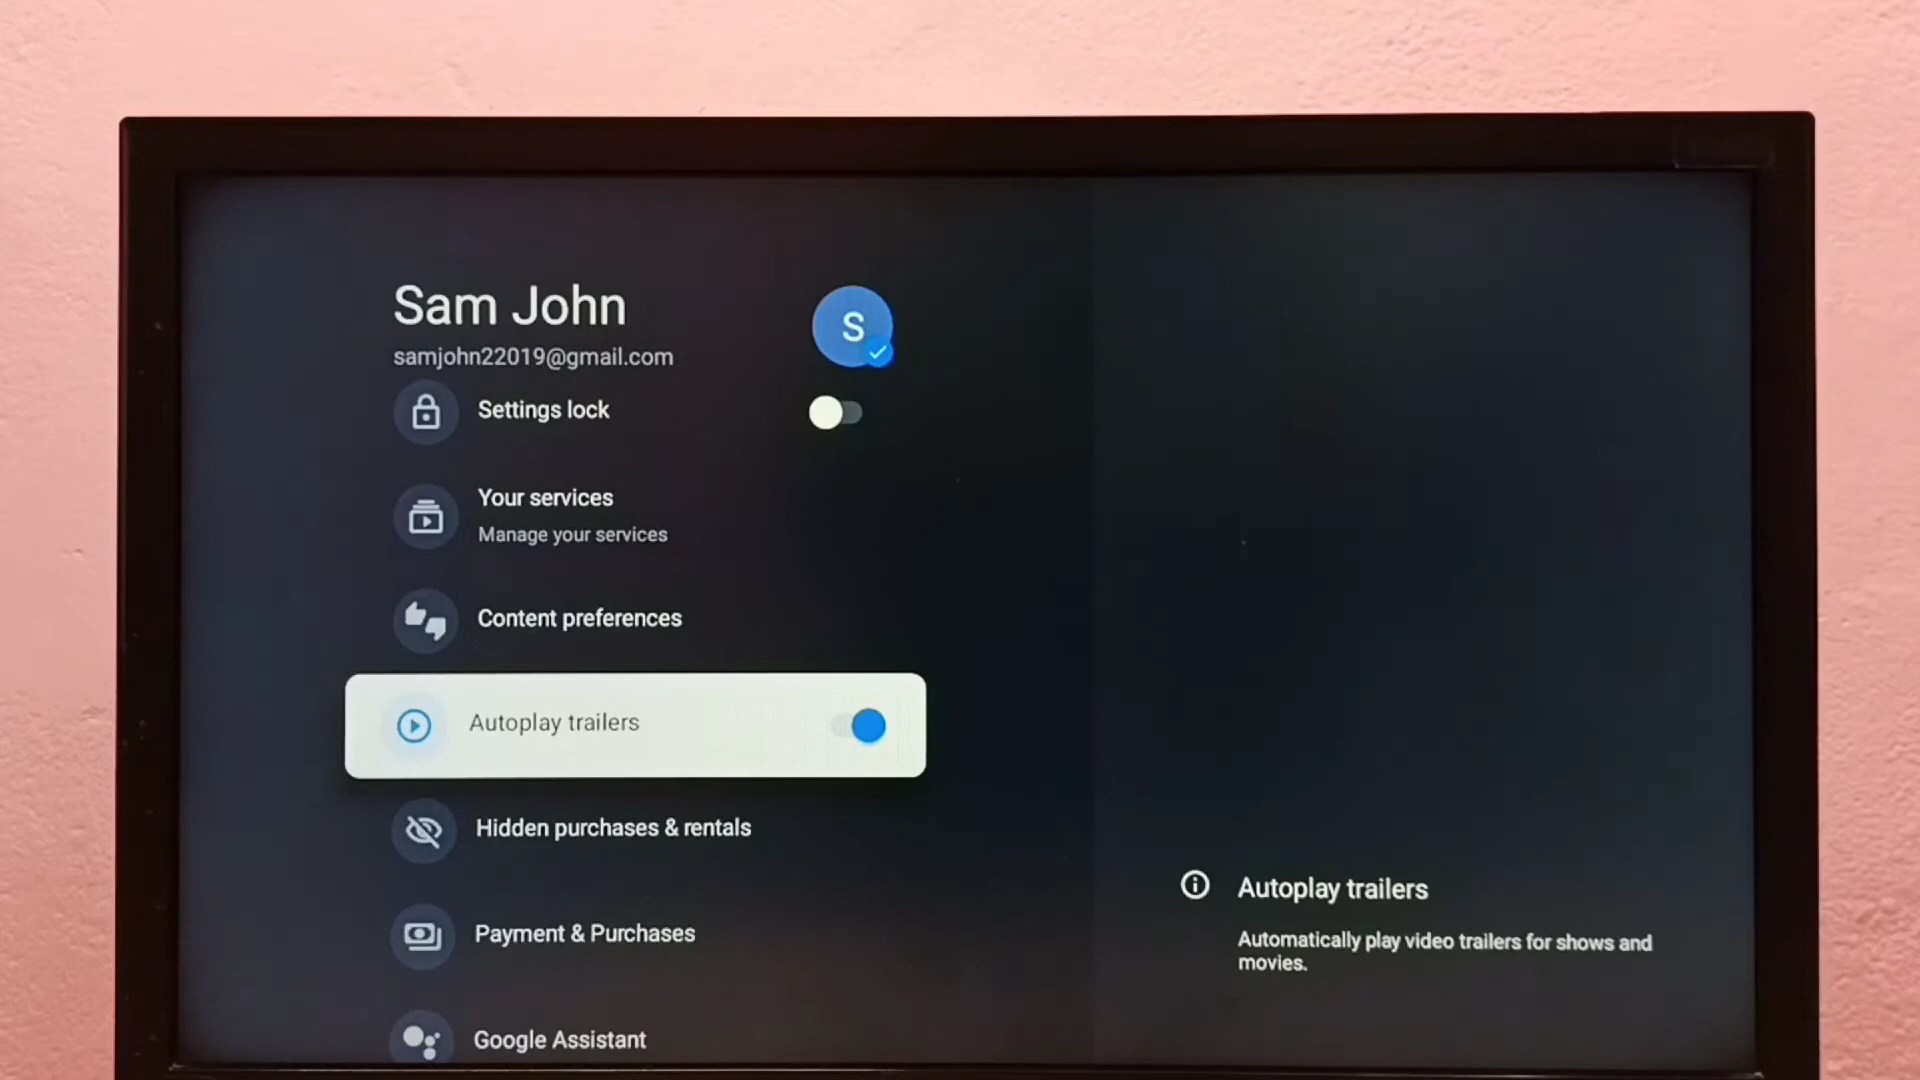 Sam John
S
samjohn22019@gmail.com
Settings lock
Your services
Manage your services
Content preferences
Autoplay trailers
Hidden purchases & rentals
Payment & Purchases
Google Assistant
Autoplay trailers
Automatically play video trailers for shows and
movies.